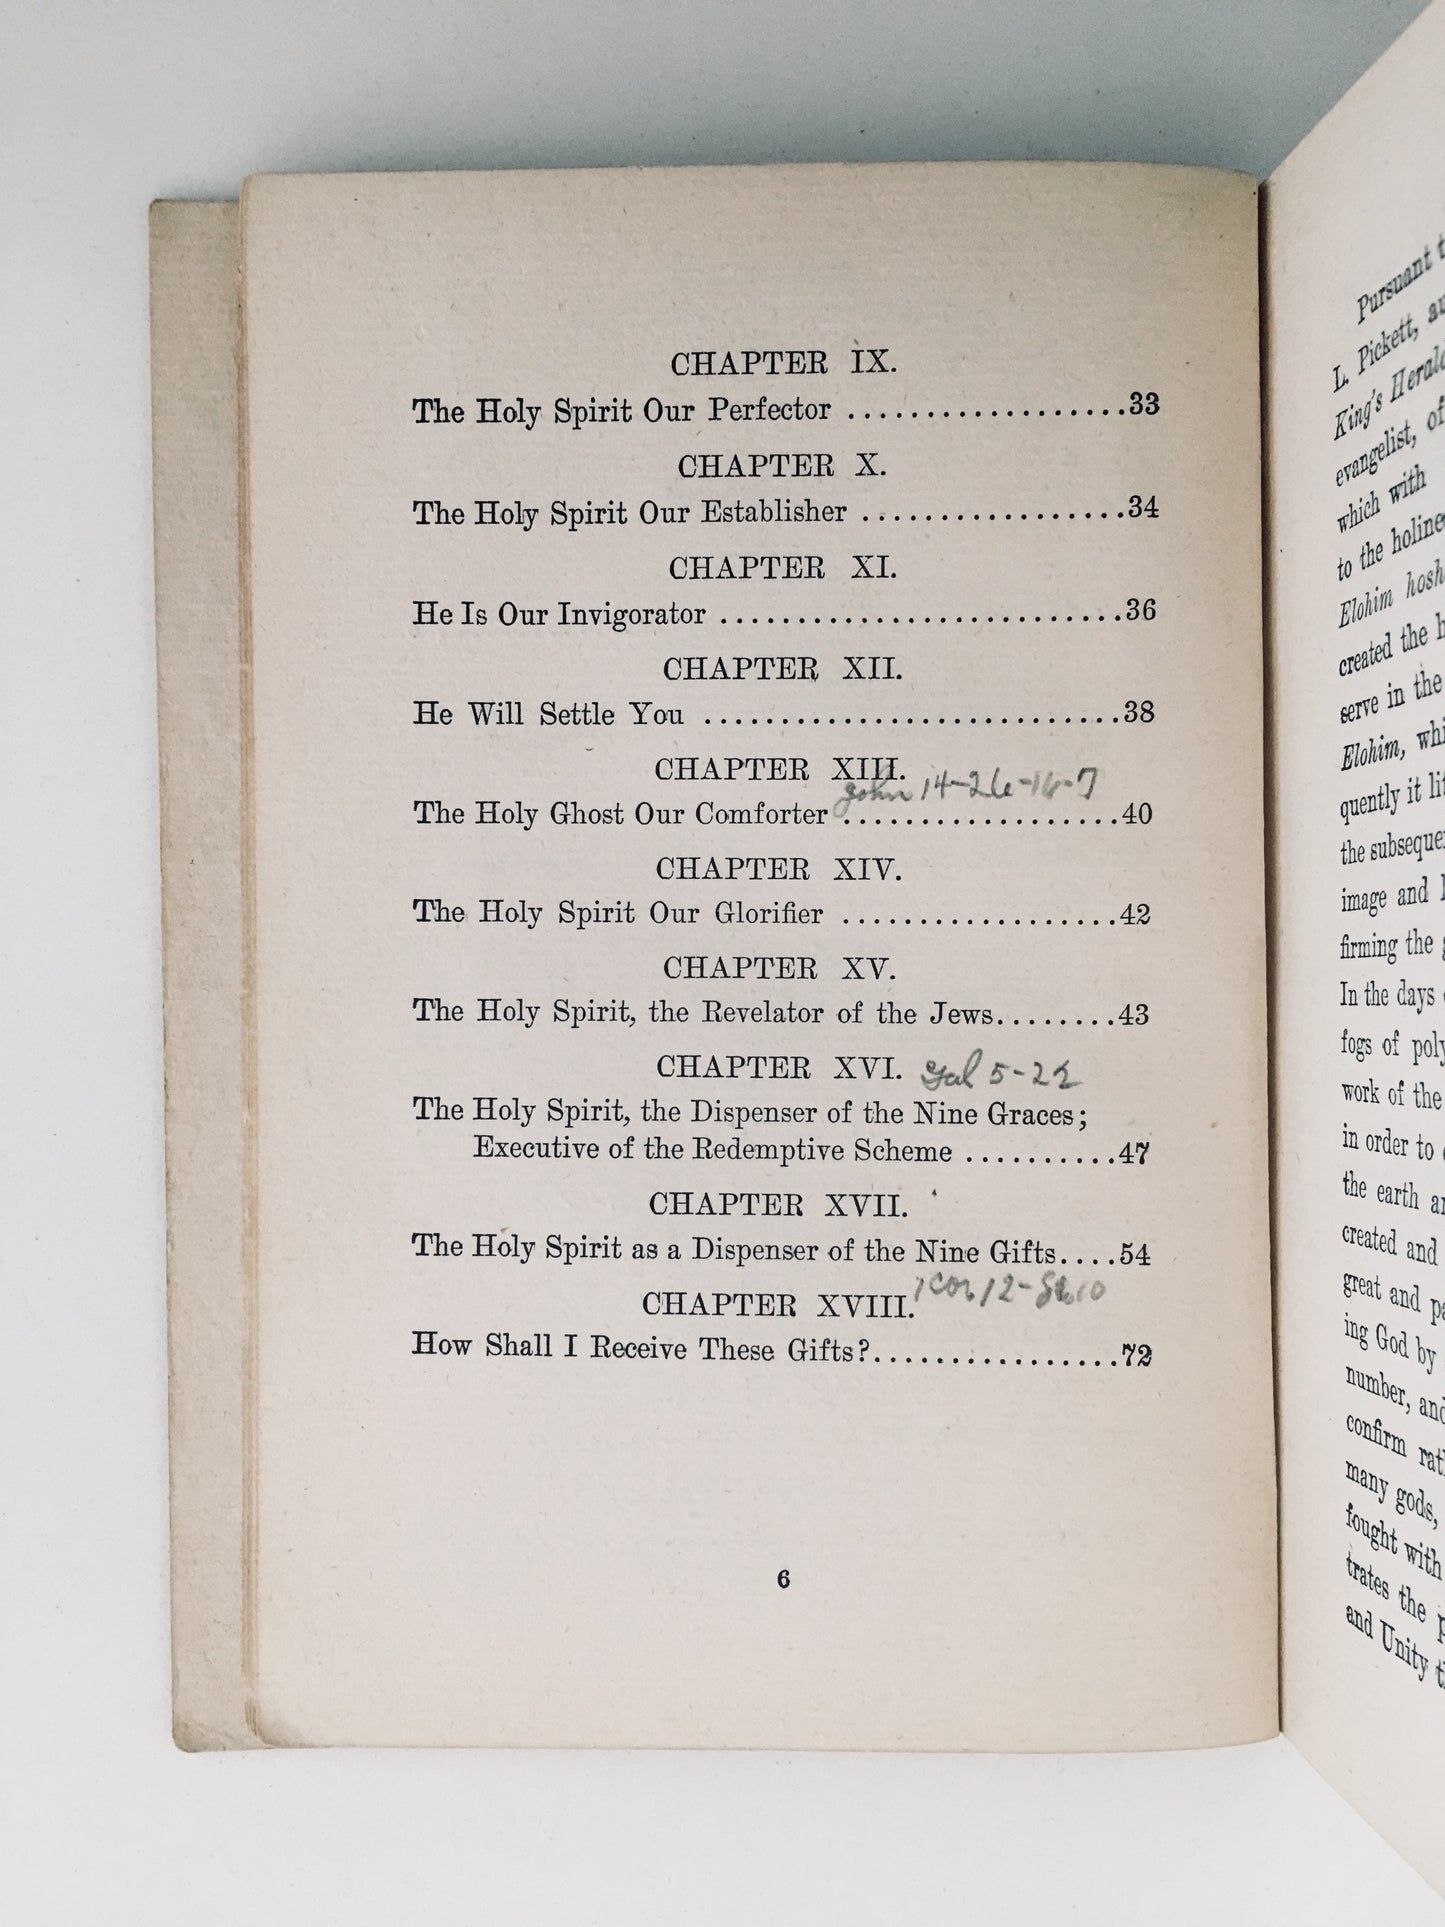 CHAPTER IX.
The Holy Spirit Our Perfector ..................33
CHAPTER X.
The Holy Spirit Our Establisher .................34
CHAPTER XI.
He Is Our Invigorator ..........................36
CHAPTER XII.
He Will Settle You ...........................38
CHAPTER XIII.
John 14-26-16-7
The Holy Ghost Our Comforter ..................40
CHAPTER XIV.
The Holy Spirit Our Glorifier ..................42
CHAPTER XV.
The Holy Spirit, the Revelator of the Jews........43
CHAPTER XVI. Gal 5-22
The Holy Spirit, the Dispenser of the Nine Graces;
Executive of the Redemptive Scheme ..........47
CHAPTER XVII.
The Holy Spirit as a Dispenser of the Nine Gifts....54
1 Cor 12-
CHAPTER XVIII.
How Shall I Receive These Gifts?................72
6
Pursuant
L. Pickett,
King's Herald
evangelist, of
which with
to the
Elohim
created the
serve in the
Elohim,
quently it
the
image and
firming the
In the days
fogs of
work of the
in order to
the earth
created and
great and
ing God by
number,
confirm
many gods,
fought with
trates the
and Unity